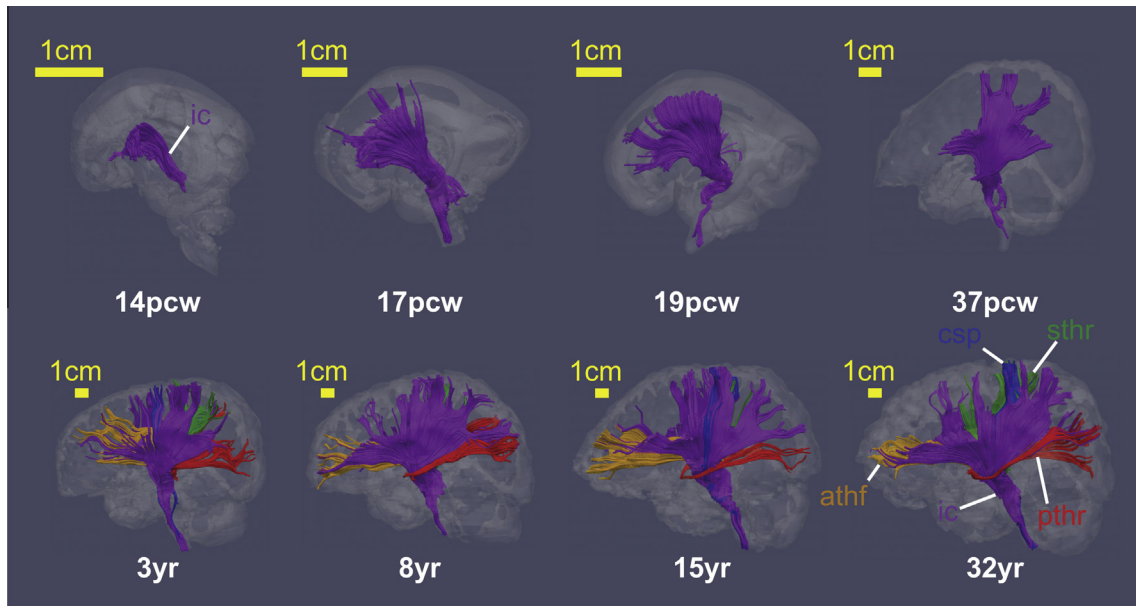 1cm 1cm 1cm 1cm
ic
14pcw 17pcw 19pcw 37pcw
csp sthr
1cm 1cm 1cm 1cm
athf ic pthr
3yr 8yr 15yr 32yr